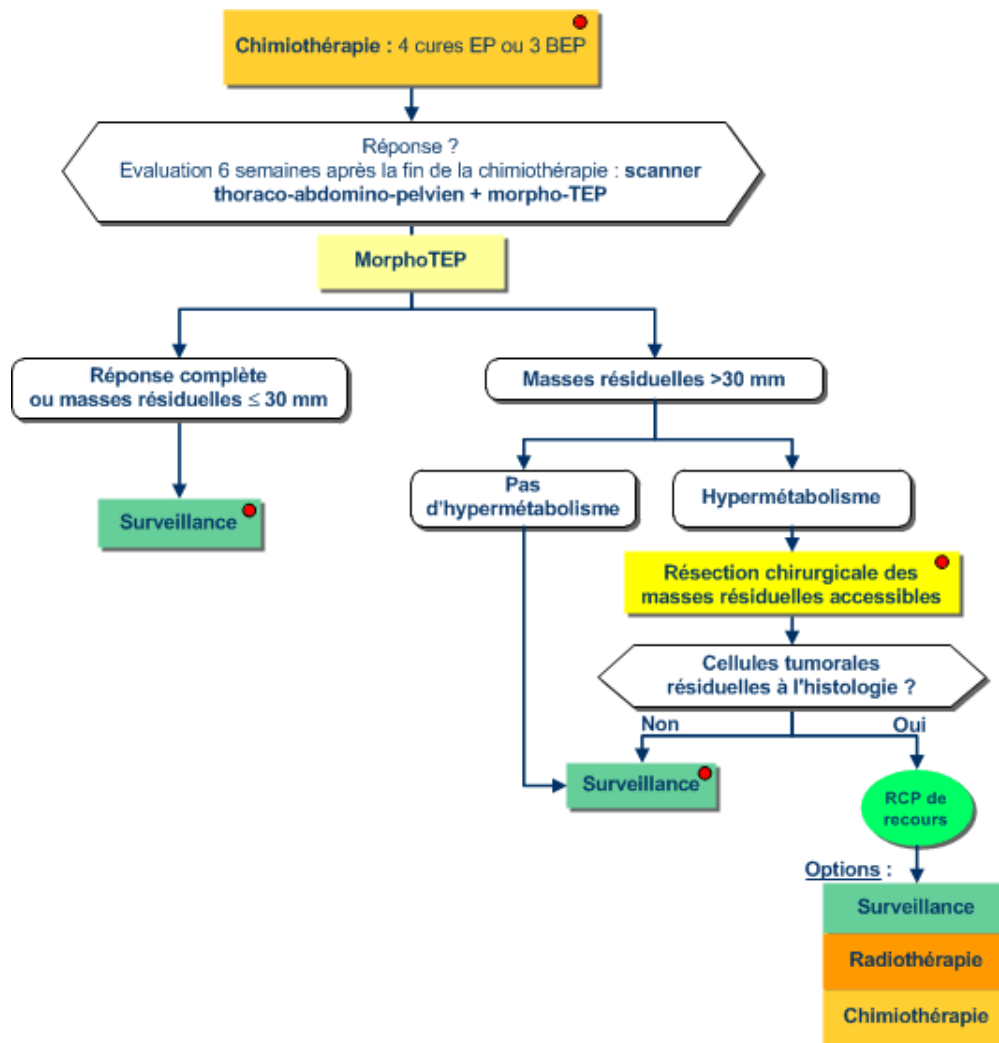 Chimiothérapie : 4 cures EP ou 3 BEP
Réponse ?
Evaluation 6 semaines après la fin de la chimiothérapie : scanner
thoraco-abdomino-pelvien + morpho-TEP
MorphoTEP
Réponse complète
ou masses résiduelles ≤ 30 mm
Masses résiduelles >30 mm
Surveillance
Pas
d'hypermétabolisme
Hypermétabolisme
Résection chirurgicale des
masses résiduelles accessibles
Cellules tumorales
résiduelles à l'histologie ?
Non
Oui
Surveillance
RCP de
recours
Options :
Surveillance
Radiothérapie
Chimiothérapie